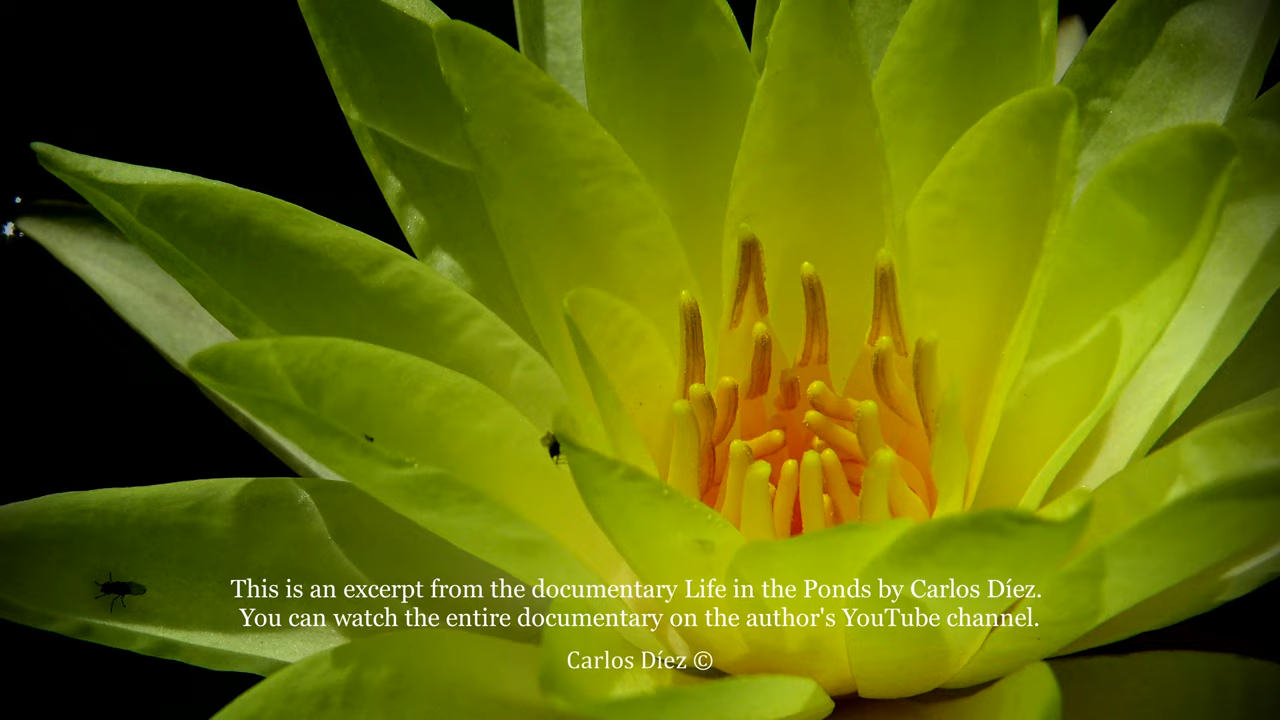 This is an excerpt from the documentary Life in the Ponds by Carlos Díez.
You can watch the entire documentary on the author's YouTube channel.
Carlos Díez ©